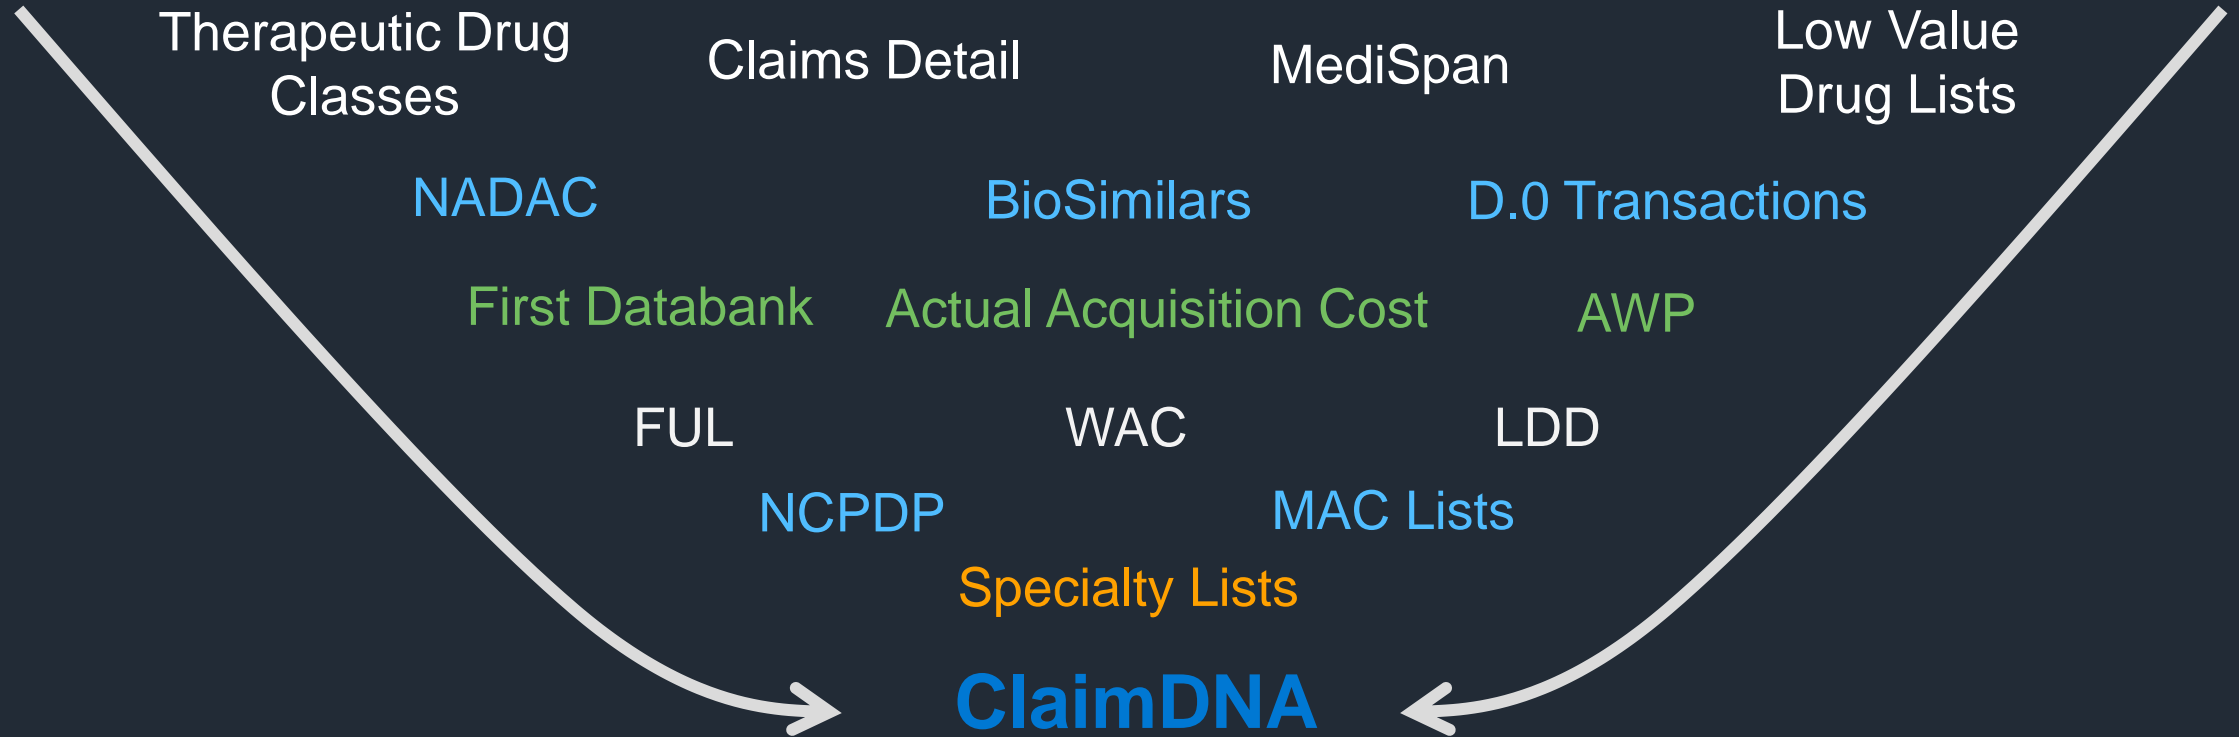 Therapeutic Drug
Classes
Claims Detail
MediSpan
Low Value
Drug Lists
NADAC
BioSimilars
D.0 Transactions
First Databank
Actual Acquisition Cost
AWP
FUL
WAC
LDD
NCPDP
MAC Lists
Specialty Lists
ClaimDNA